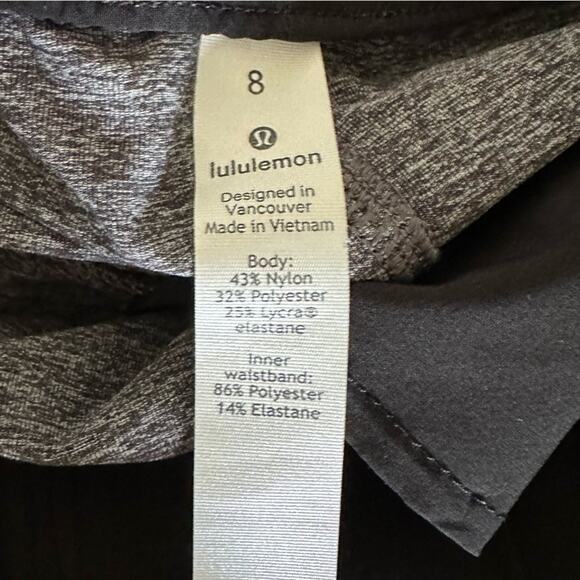 8
lululemon
Designed in
Vancouver
Made in Vietnam
Body:
43% Nylon
32% Polyester
25% Lycra®
elastane
Inner
waistband:
86% Polyester
14% Elastane